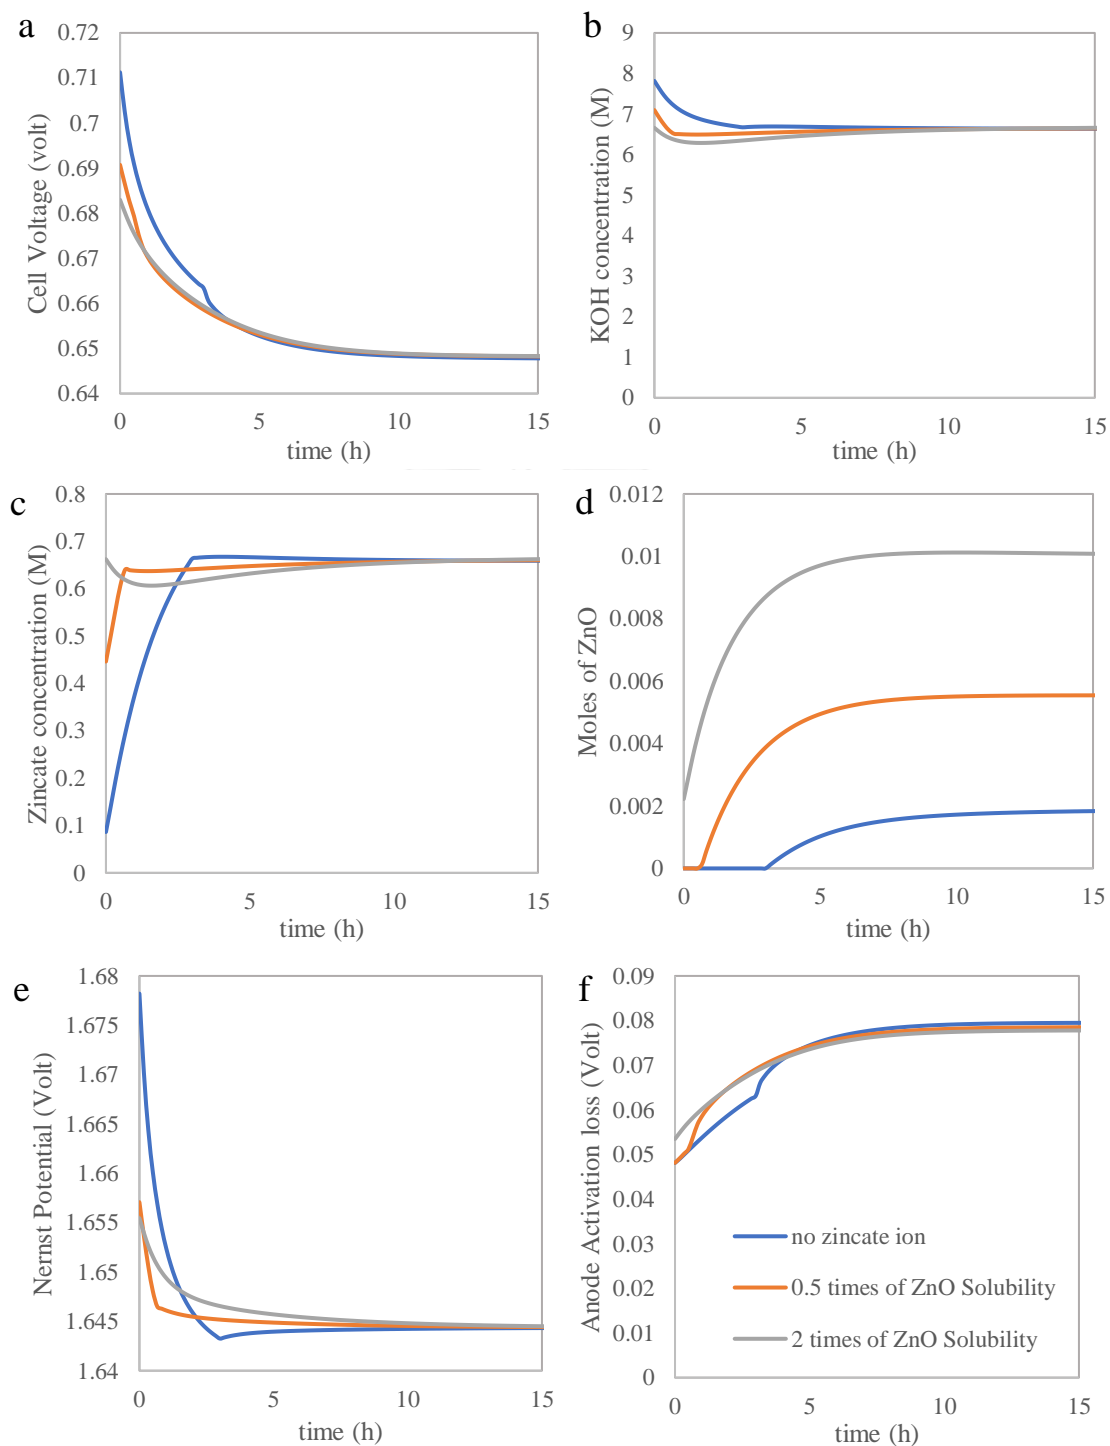 a
0.72
0.71
0.7
0.69
0.68
0.67
0.66
0.65
0.64
Cell Voltage (volt)
0 5 10 15
time (h)
b
9
8
7
6
5
4
3
2
1
0
KOH concentration (M)
0 5 10 15
time (h)
c
0.8
0.7
0.6
0.5
0.4
0.3
0.2
0.1
0
Zincate concentration (M)
0 5 10 15
time (h)
d
0.012
0.01
0.008
0.006
0.004
0.002
0
Moles of ZnO
0 5 10 15
time (h)
e
1.68
1.675
1.67
1.665
1.66
1.655
1.65
1.645
1.64
Nernst Potential (Volt)
0 5 10 15
time (h)
f
0.09
0.08
0.07
0.06
0.05
0.04
0.03
0.02
0.01
0
Anode Activation loss (Volt)
no zincate ion
0.5 times of ZnO Solubility
2 times of ZnO Solubility
0 5 10 15
time (h)